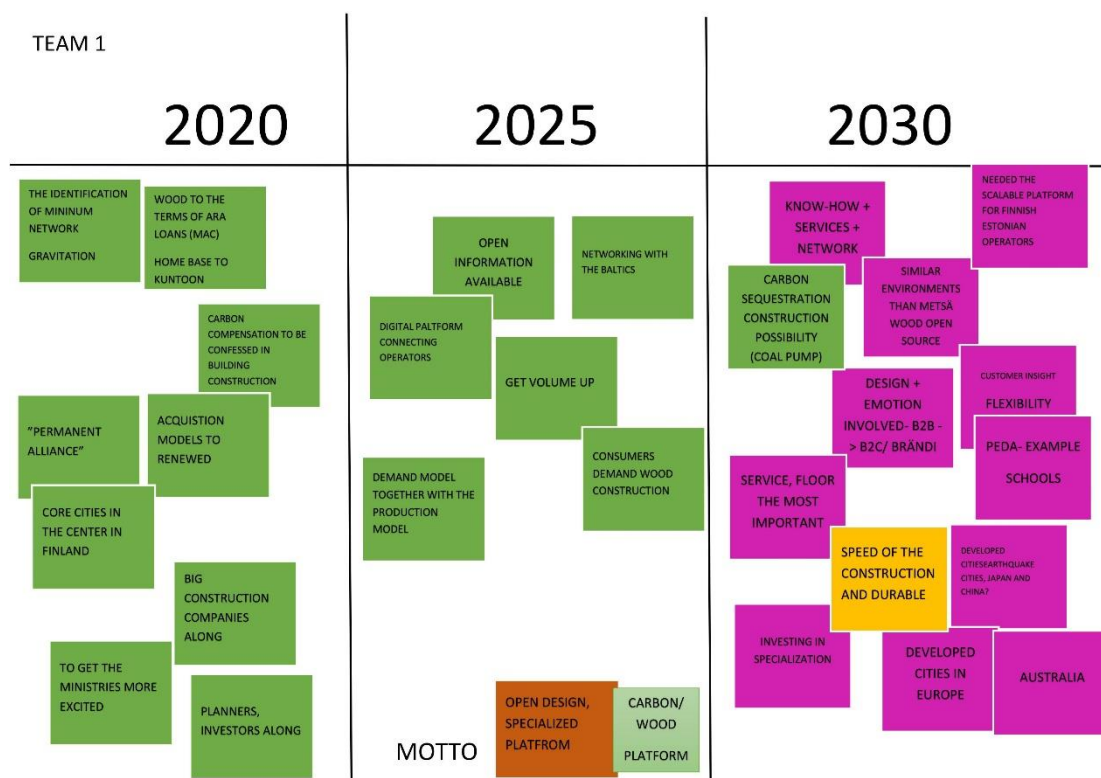 TEAM 1
2020
2025
2030
THE IDENTIFICATION
OF MININUM
NETWORK
GRAVITATION
WOOD TO THE
TERMS OF ARA
LOANS (MAC)
HOME BASE TO
KUNTOON
CARBON
COMPENSATION TO BE
CONFESSED IN
BUILDING
CONSTRUCTION
"PERMANENT
ALLIANCE"
ACQUISTION
MODELS TO
RENEWED
CORE CITIES IN
THE CENTER IN
FINLAND
BIG
CONSTRUCTION
COMPANIES
ALONG
TO GET THE
MINISTRIES MORE
EXCITED
PLANNERS,
INVESTORS ALONG
OPEN
INFORMATION
AVAILABLE
NETWORKING WITH
THE BALTICS
DIGITAL PALTFORM
CONNECTING
OPERATORS
GET VOLUME UP
DEMAND MODEL
TOGETHER WITH THE
PRODUCTION
MODEL
CONSUMERS
DEMAND WOOD
CONSTRUCTION
MOTTO
OPEN DESIGN,
SPECIALIZED
PLATFROM
CARBON/
WOOD
PLATFORM
KNOW-HOW +
SERVICES +
NETWORK
NEEDED THE
SCALABLE PLATFORM
FOR FINNISH
ESTONIAN
OPERATORS
CARBON
SEQUESTRATION
CONSTRUCTION
POSSIBILITY
(COAL PUMP)
SIMILAR
ENVIRONMENTS
THAN METSÄ
WOOD OPEN
SOURCE
DESIGN +
EMOTION
INVOLVED- B2B -
> B2C/ BRÄNDI
CUSTOMER INSIGHT
FLEXIBILITY
PEDA- EXAMPLE
SCHOOLS
SERVICE, FLOOR
THE MOST
IMPORTANT
SPEED OF THE
CONSTRUCTION
AND DURABLE
DEVELOPED
CITIESEARTHQUAKE
CITIES, JAPAN AND
CHINA?
INVESTING IN
SPECIALIZATION
DEVELOPED
CITIES IN
EUROPE
AUSTRALIA